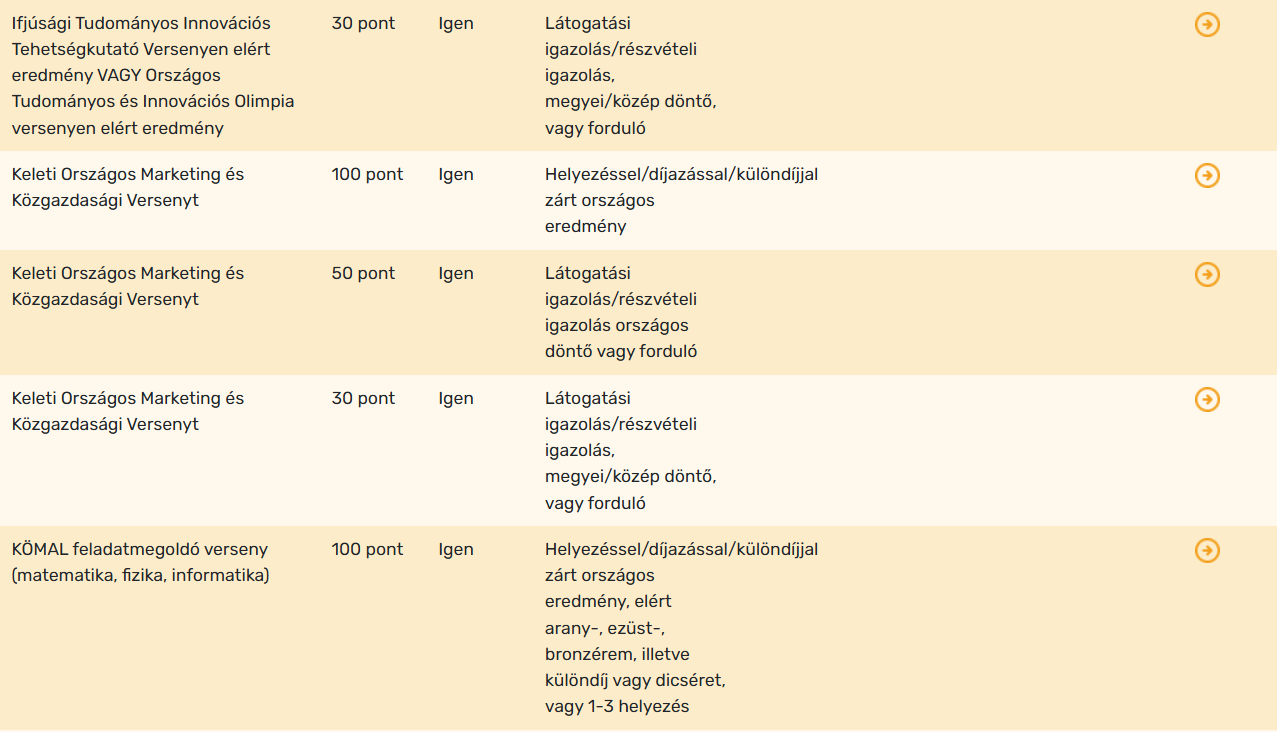 Ifjúsági Tudományos Innovációs
Tehetségkutató Versenyen elért
eredmény VAGY Országos
Tudományos és Innovációs Olimpia
versenyen elért eredmény
30 pont
Igen
Látogatási
igazolás/részvételi
igazolás,
megyei/közép döntő,
vagy forduló
Keleti Országos Marketing és
Közgazdasági Versenyt
100 pont
Igen
Helyezéssel/díjazással/különdíjjal
zárt országos
eredmény
Keleti Országos Marketing és
Közgazdasági Versenyt
50 pont
Igen
Látogatási
igazolás/részvételi
igazolás országos
döntő vagy forduló
Keleti Országos Marketing és
Közgazdasági Versenyt
30 pont
Igen
Látogatási
igazolás/részvételi
igazolás,
megyei/közép döntő,
vagy forduló
KÖMAL feladatmegoldó verseny
(matematika, fizika, informatika)
100 pont
Igen
Helyezéssel/díjazással/különdíjjal
zárt országos
eredmény, elért
arany-, ezüst-,
bronzérem, illetve
különdíj vagy dicséret,
vagy 1-3 helyezés